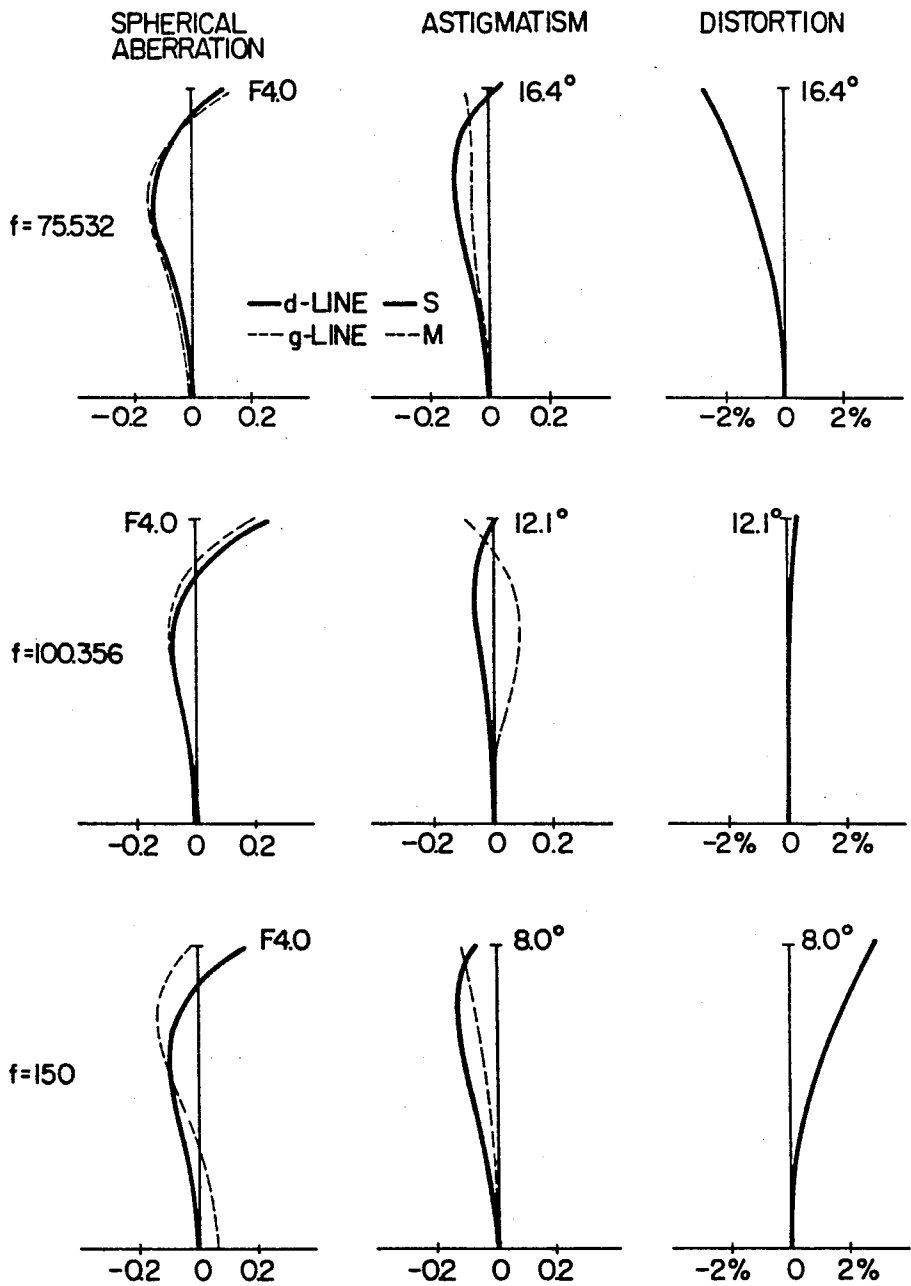 SPHERICAL
ABERRATION
ASTIGMATISM
DISTORTION
F4.0
16.4°
16.4°
f=75.532
d-LINE
S
g-LINE
M
-0.2 0 0.2
-0.2 0 0.2
-2% 0 2%
F4.0
12.1°
12.1°
f=100.356
-0.2 0 0.2
-0.2 0 0.2
-2% 0 2%
F4.0
8.0°
8.0°
f=150
-0.2 0 0.2
-0.2 0 0.2
-2% 0 2%